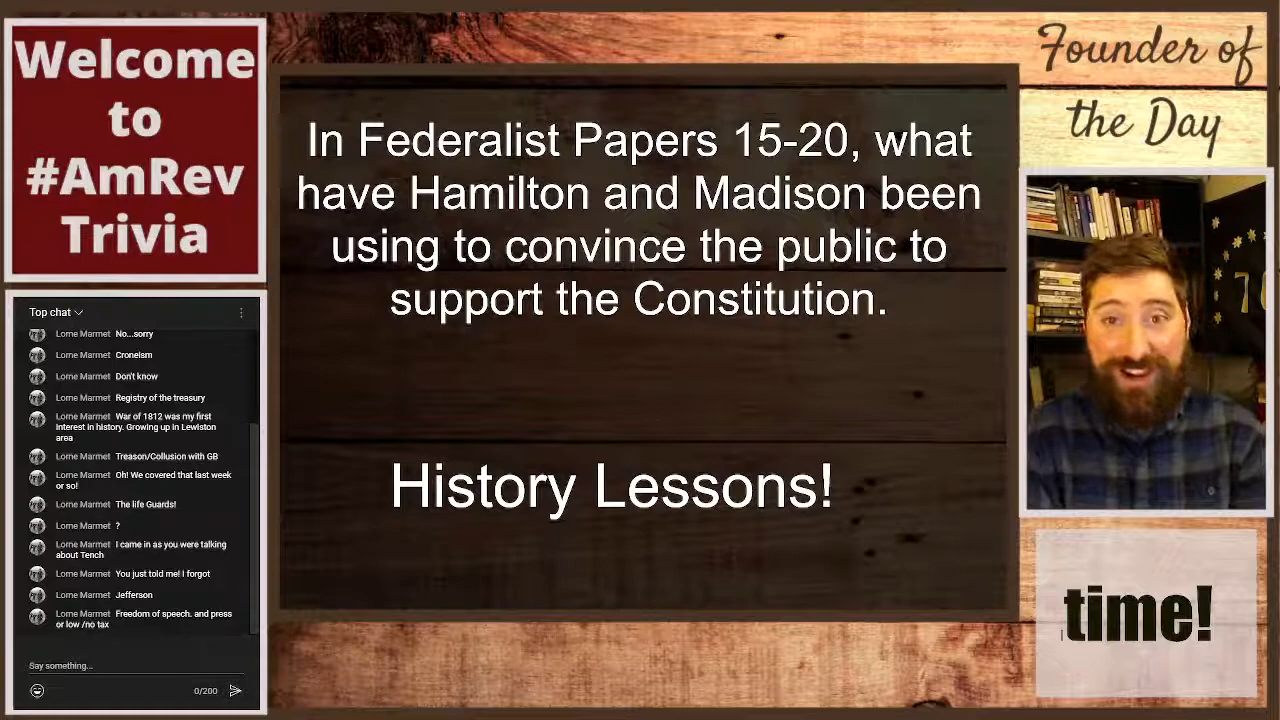 Welcome
to
#AmRev
Trivia
Top chat
Lorne Marmet No...sorry
Lorne Marmet Croneism
Lorne Marmet Don't know
Lorne Marmet Registry of the treasury
Lorne Marmet War of 1812 was my first
interest in history. Growing up in Lewiston
area
Lorne Marmet Treason/Collusion with GB
Lorne Marmet Oh! We covered that last week
or so!
Lorne Marmet The life Guards!
Lorne Marmet ?
Lorne Marmet I came in as you were talking
about Tench
Lorne Marmet You just told me! I forgot
Lorne Marmet Jefferson
Lorne Marmet Freedom of speech. and press
or low /no tax
Say something...
0/200
In Federalist Papers 15-20, what
have Hamilton and Madison been
using to convince the public to
support the Constitution.
History Lessons!
Founder of
the Day
time!